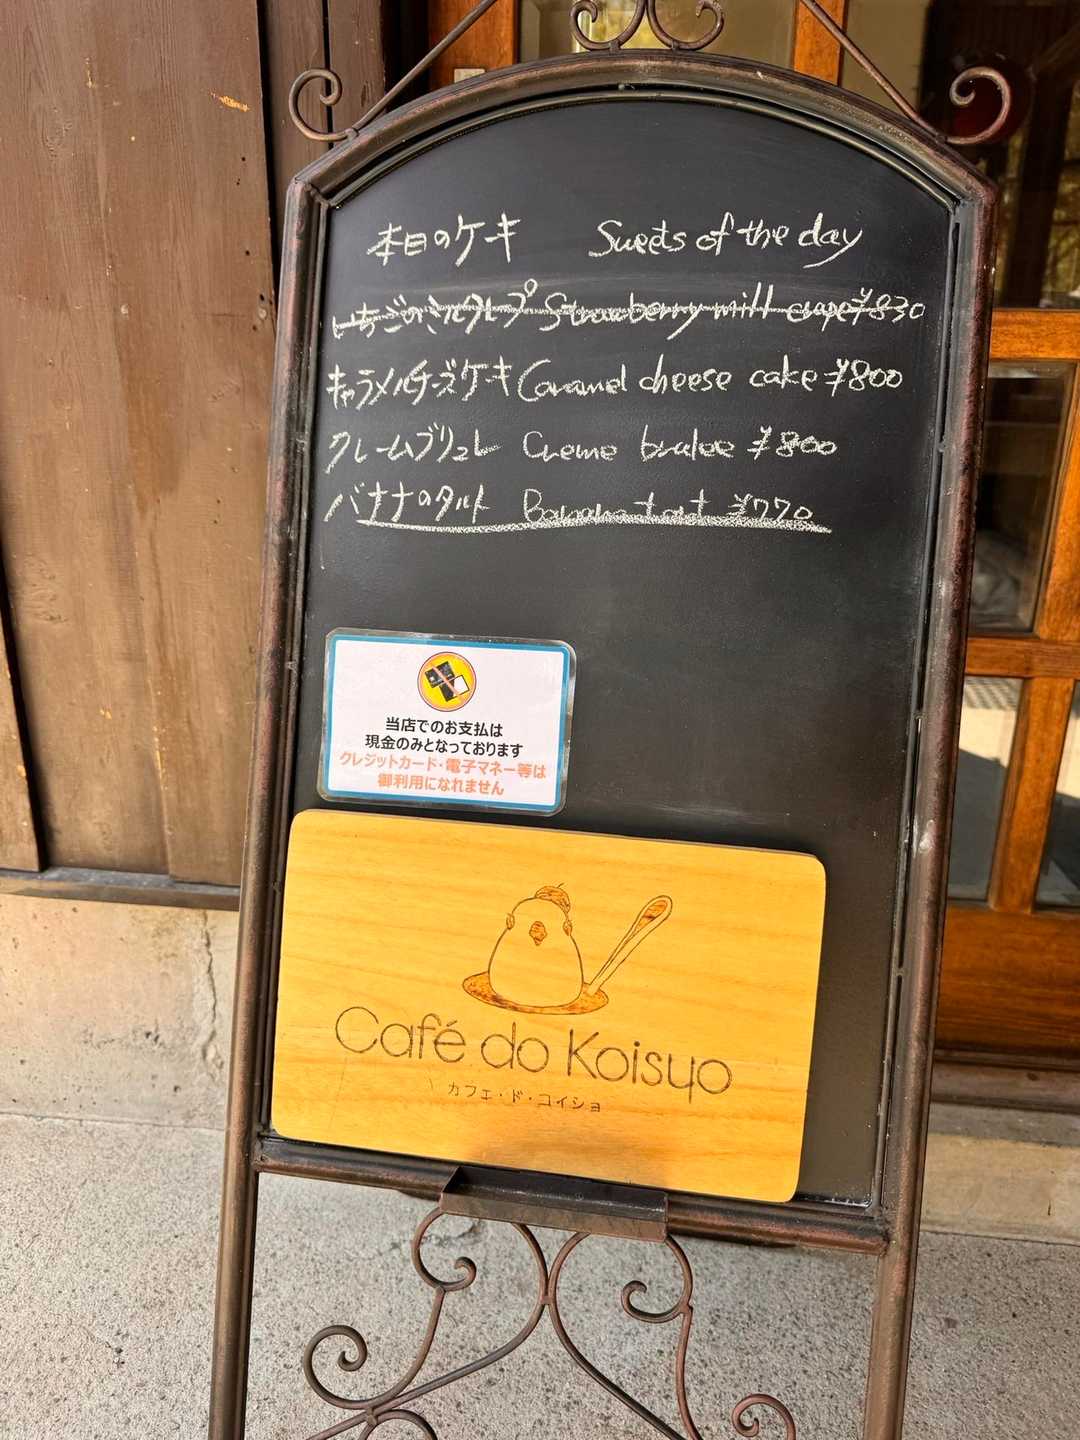 本日のケーキ Sweets of the day
いちごのミルクレープ Strawberry mill crape ¥830
キャラメルチーズケーキ Caramel cheese cake ¥800
クレームブリュレ Creme brulee ¥800
バナナのタルト Banana tart ¥770
当店でのお支払は
現金のみとなっております
クレジットカード・電子マネー等は
御利用になれません
Café do Koisyo
カフェ・ド・コイショ